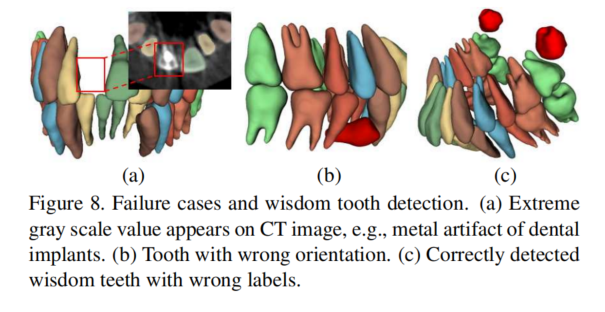 (a) (b) (c)
Figure 8. Failure cases and wisdom tooth detection. (a) Extreme
gray scale value appears on CT image, e.g., metal artifact of dental
implants. (b) Tooth with wrong orientation. (c) Correctly detected
wisdom teeth with wrong labels.